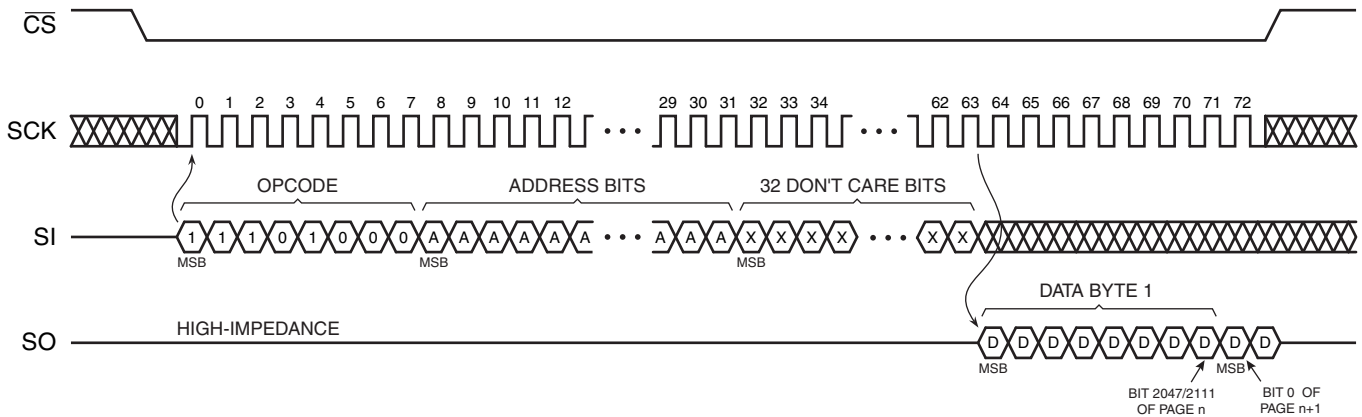 CS
SCK
0 1 2 3 4 5 6 7 8 9 10 11 12 29 30 31 32 33 34 62 63 64 65 66 67 68 69 70 71 72
OPCODE ADDRESS BITS 32 DON'T CARE BITS
SI
1 1 1 0 1 0 0 0 A A A A A A A A A X X X X X X
MSB MSB MSB
DATA BYTE 1
HIGH-IMPEDANCE
SO
D D D D D D D D D D
MSB MSB
BIT 2047/2111
OF PAGE n
BIT 0 OF
PAGE n+1